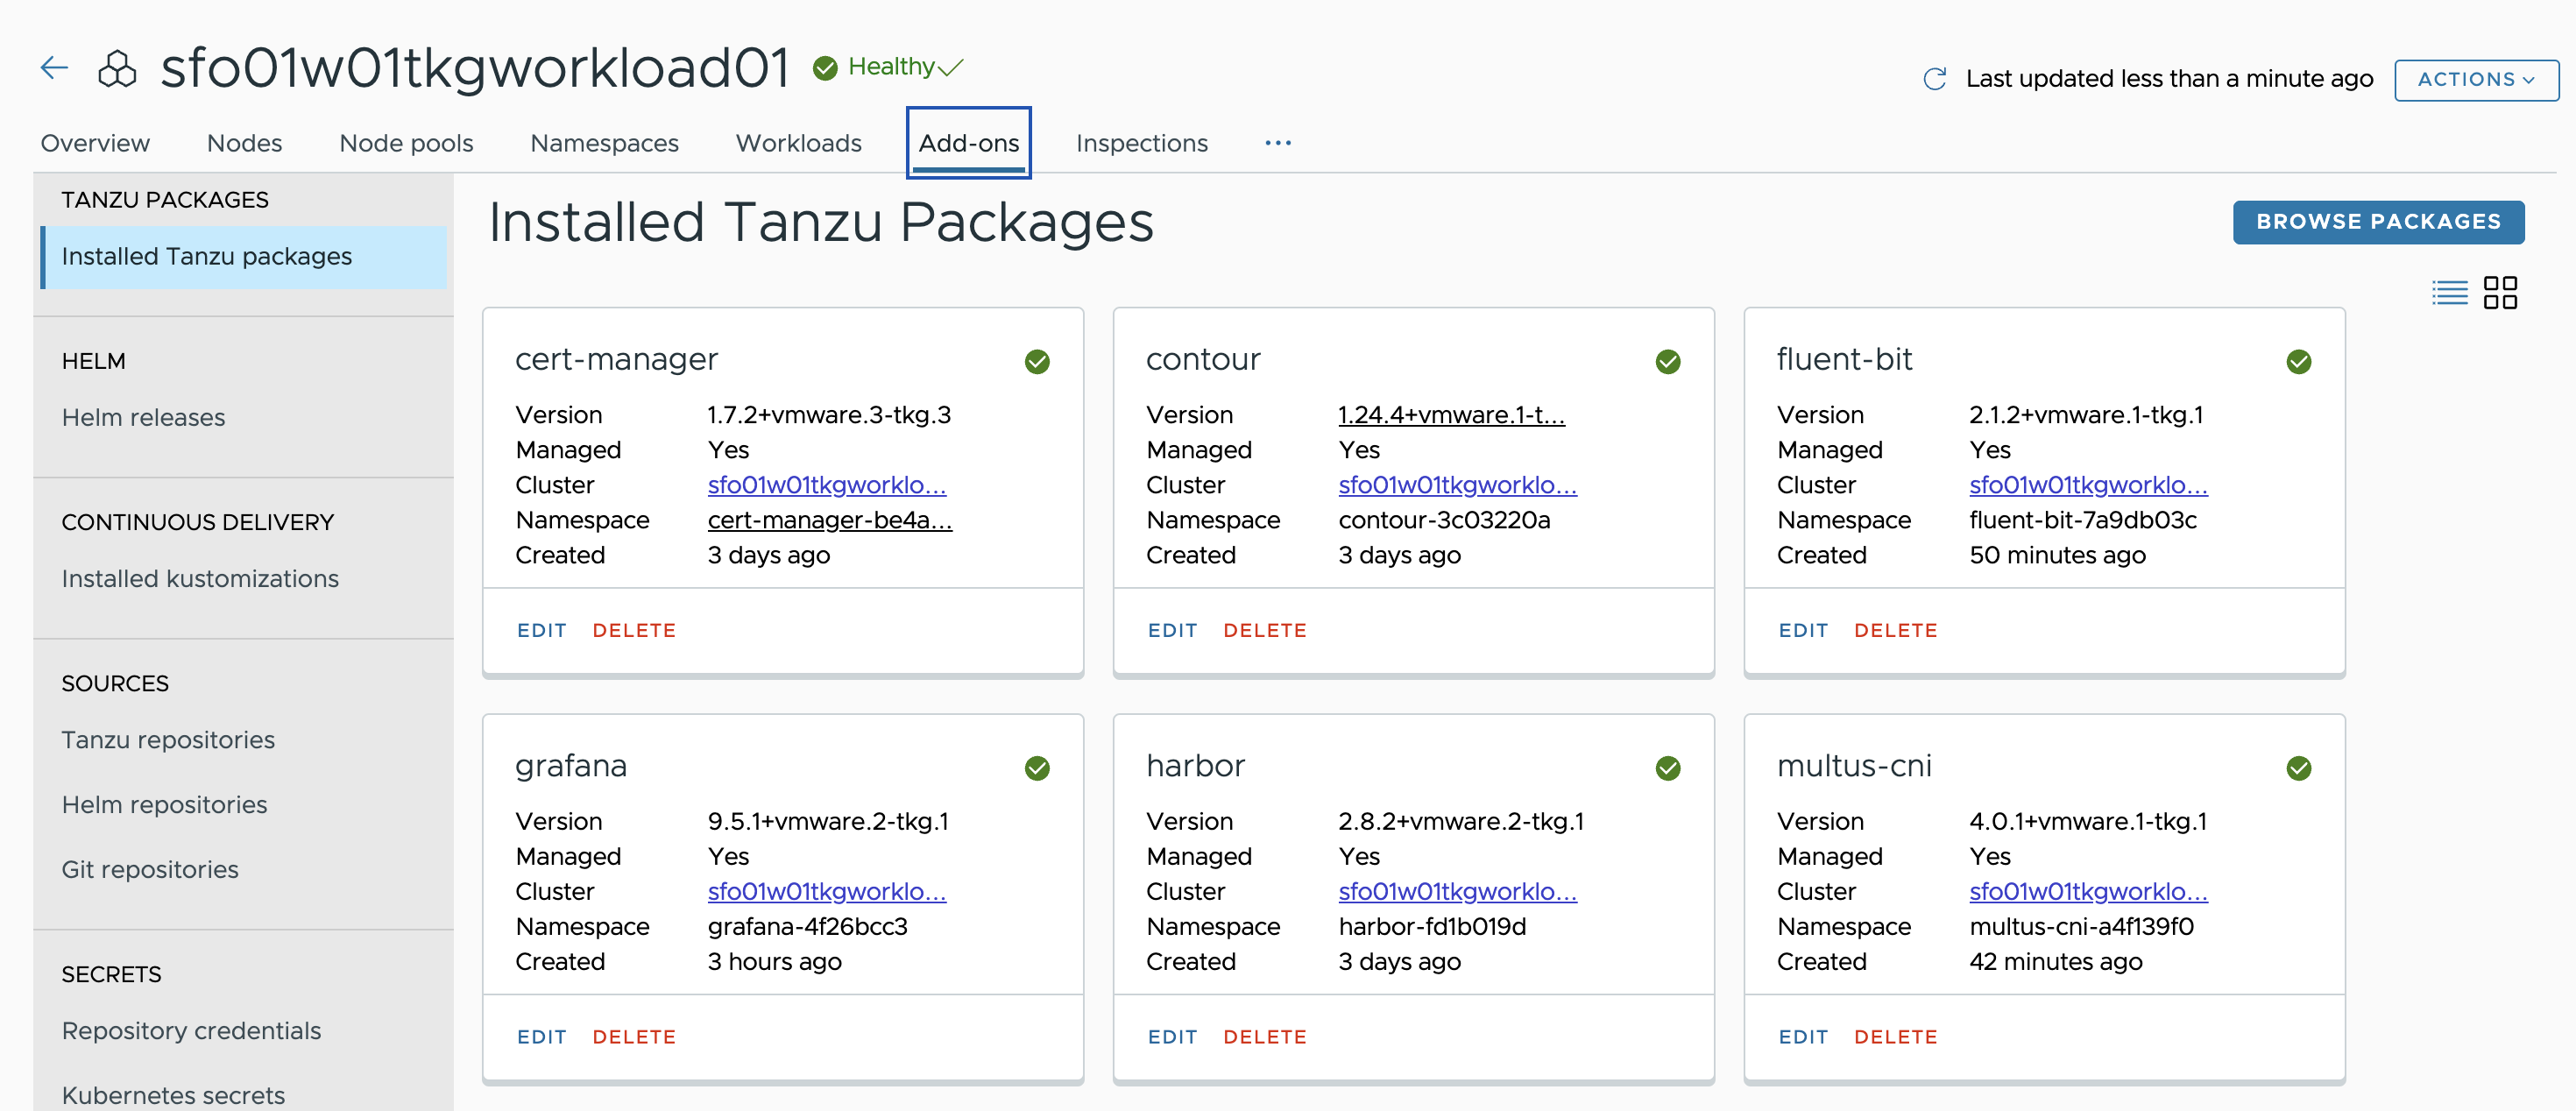 sfo01w01tkgworkload01 Healthy
Last updated less than a minute ago ACTIONS
Overview Nodes Node pools Namespaces Workloads Add-ons Inspections ...
TANZU PACKAGES
Installed Tanzu packages
HELM
Helm releases
CONTINUOUS DELIVERY
Installed kustomizations
SOURCES
Tanzu repositories
Helm repositories
Git repositories
SECRETS
Repository credentials
Kubernetes secrets
Installed Tanzu Packages
BROWSE PACKAGES
cert-manager
Version 1.7.2+vmware.3-tkg.3
Managed Yes
Cluster sfo01w01tkgworklo...
Namespace cert-manager-be4a...
Created 3 days ago
EDIT DELETE
contour
Version 1.24.4+vmware.1-t...
Managed Yes
Cluster sfo01w01tkgworklo...
Namespace contour-3c03220a
Created 3 days ago
EDIT DELETE
fluent-bit
Version 2.1.2+vmware.1-tkg.1
Managed Yes
Cluster sfo01w01tkgworklo...
Namespace fluent-bit-7a9db03c
Created 50 minutes ago
EDIT DELETE
grafana
Version 9.5.1+vmware.2-tkg.1
Managed Yes
Cluster sfo01w01tkgworklo...
Namespace grafana-4f26bcc3
Created 3 hours ago
EDIT DELETE
harbor
Version 2.8.2+vmware.2-tkg.1
Managed Yes
Cluster sfo01w01tkgworklo...
Namespace harbor-fd1b019d
Created 3 days ago
EDIT DELETE
multus-cni
Version 4.0.1+vmware.1-tkg.1
Managed Yes
Cluster sfo01w01tkgworklo...
Namespace multus-cni-a4f139f0
Created 42 minutes ago
EDIT DELETE